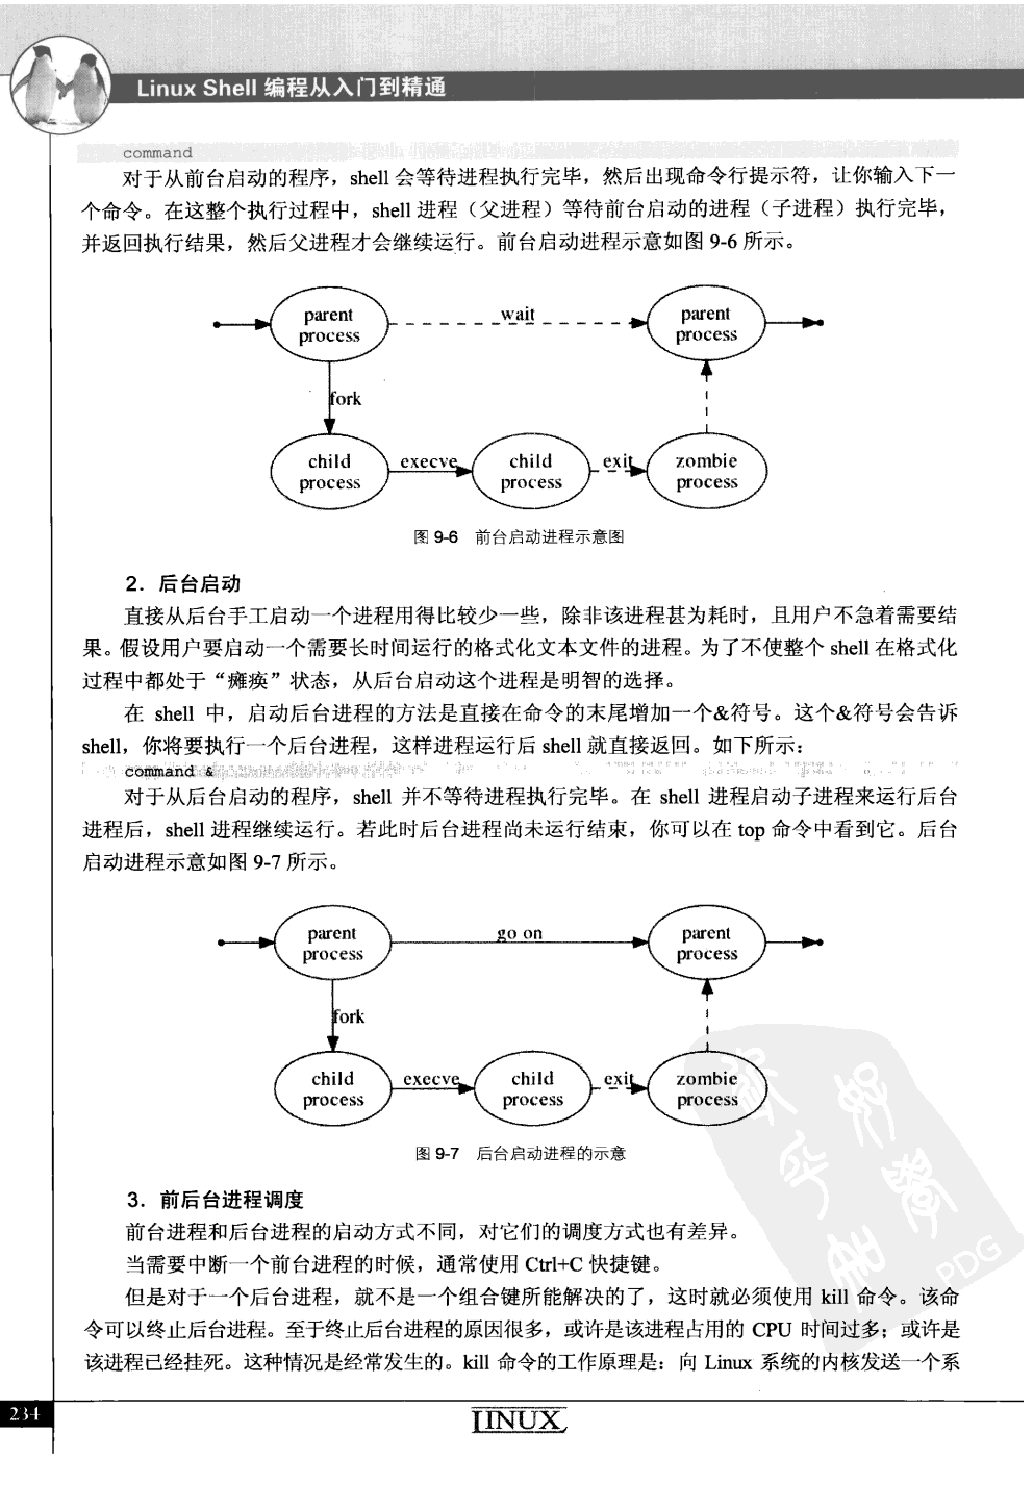 Linux Shell 编程从入门到精通
command
对于从前台启动的程序，shell 会等待进程执行完毕，然后出现命令行提示符，让你输入下一
个命令。在这整个执行过程中，shell 进程（父进程）等待前台启动的进程（子进程）执行完毕，
并返回执行结果，然后父进程才会继续运行。前台启动进程示意如图 9-6 所示。
parent
process
wait
parent
process
fork
child
process
execve
child
process
exit
zombie
process
图 9-6 前台启动进程示意图
2．后台启动
直接从后台手工启动一个进程用得比较少一些，除非该进程甚为耗时，且用户不急着需要结
果。假设用户要启动一个需要长时间运行的格式化文本文件的进程。为了不使整个 shell 在格式化
过程中都处于“瘫痪”状态，从后台启动这个进程是明智的选择。
在 shell 中，启动后台进程的方法是直接在命令的末尾增加一个&符号。这个&符号会告诉
shell，你将要执行一个后台进程，这样进程运行后 shell 就直接返回。如下所示：
command &
对于从后台启动的程序，shell 并不等待进程执行完毕。在 shell 进程启动子进程来运行后台
进程后，shell 进程继续运行。若此时后台进程尚未运行结束，你可以在 top 命令中看到它。后台
启动进程示意如图 9-7 所示。
parent
process
go on
parent
process
fork
child
process
execve
child
process
exit
zombie
process
图 9-7 后台启动进程的示意
3．前后台进程调度
前台进程和后台进程的启动方式不同，对它们的调度方式也有差异。
当需要中断一个前台进程的时候，通常使用 Ctrl+C 快捷键。
但是对于一个后台进程，就不是一个组合键所能解决的了，这时就必须使用 kill 命令。该命
令可以终止后台进程。至于终止后台进程的原因很多，或许是该进程占用的 CPU 时间过多；或许是
该进程已经挂死。这种情况是经常发生的。kill 命令的工作原理是：向 Linux 系统的内核发送一个系
PDG
234
LINUX